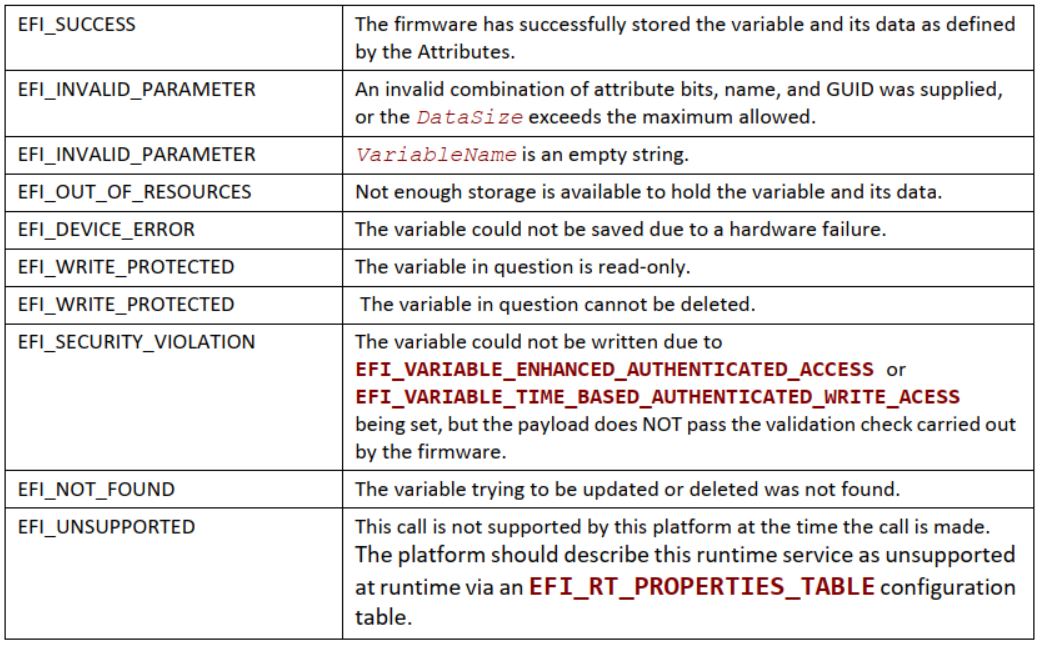 EFI_SUCCESS
The firmware has successfully stored the variable and its data as defined
by the Attributes.
EFI_INVALID_PARAMETER
An invalid combination of attribute bits, name, and GUID was supplied,
or the DataSize exceeds the maximum allowed.
EFI_INVALID_PARAMETER
VariableName is an empty string.
EFI_OUT_OF_RESOURCES
Not enough storage is available to hold the variable and its data.
EFI_DEVICE_ERROR
The variable could not be saved due to a hardware failure.
EFI_WRITE_PROTECTED
The variable in question is read-only.
EFI_WRITE_PROTECTED
The variable in question cannot be deleted.
EFI_SECURITY_VIOLATION
The variable could not be written due to
EFI_VARIABLE_ENHANCED_AUTHENTICATED_ACCESS or
EFI_VARIABLE_TIME_BASED_AUTHENTICATED_WRITE_ACESS
being set, but the payload does NOT pass the validation check carried out
by the firmware.
EFI_NOT_FOUND
The variable trying to be updated or deleted was not found.
EFI_UNSUPPORTED
This call is not supported by this platform at the time the call is made.
The platform should describe this runtime service as unsupported
at runtime via an EFI_RT_PROPERTIES_TABLE configuration
table.